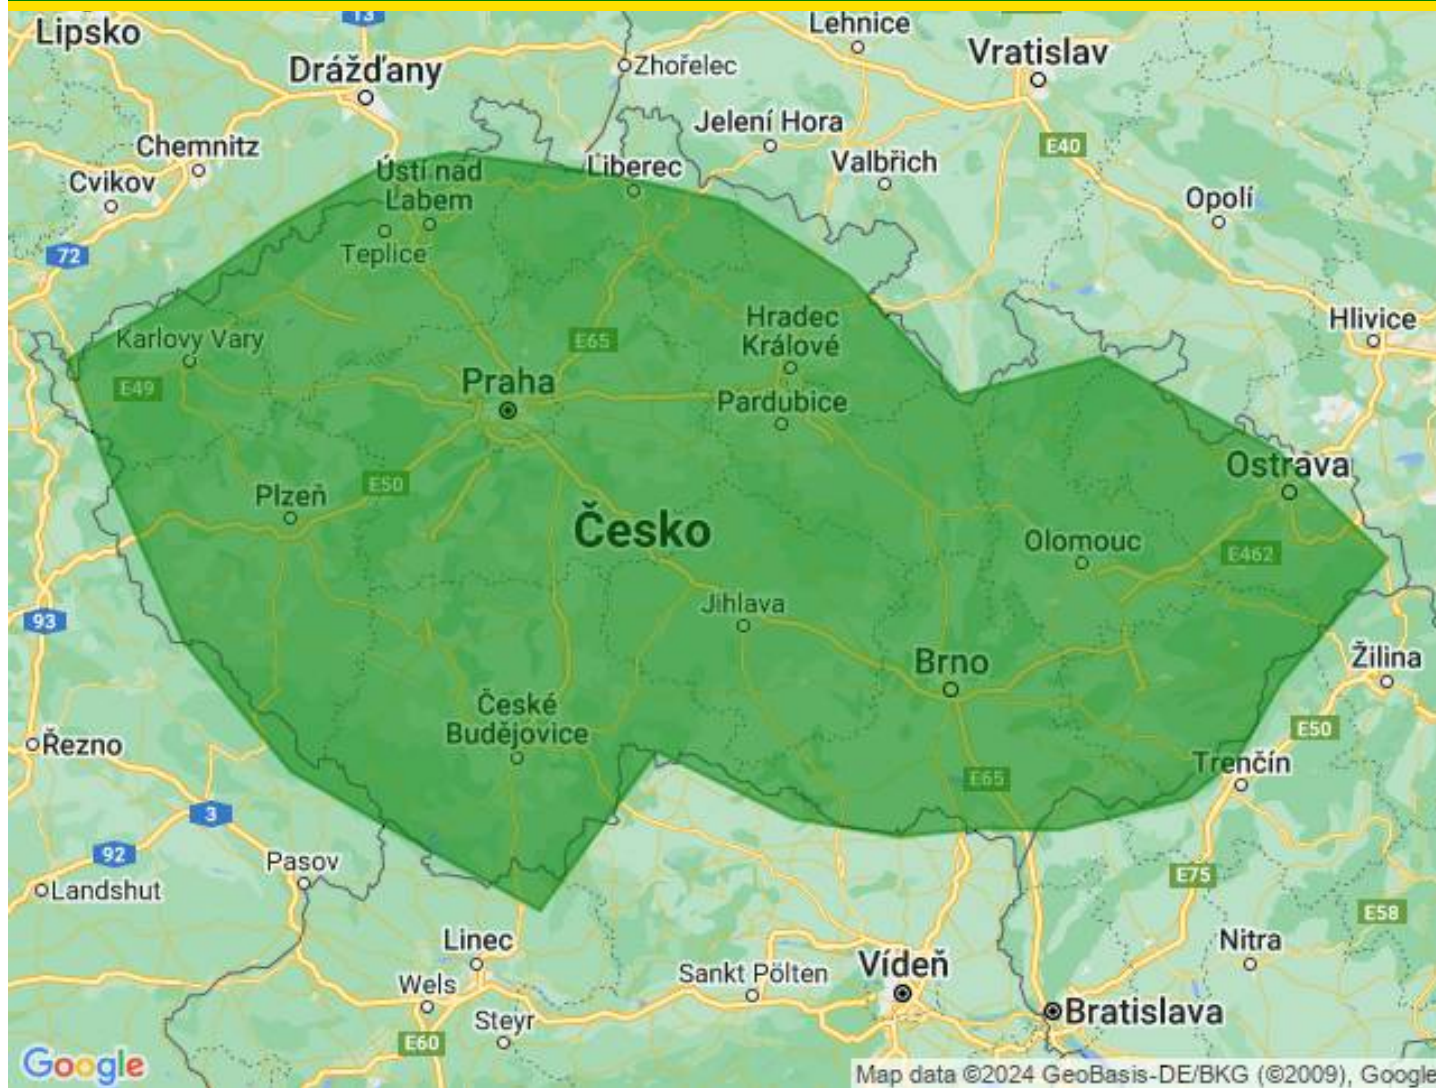 13
Lipsko
Lehnice
Vratislav
Drážďany
Zhořelec
Jelení Hora
Chemnitz
E40
Valbřich
Cvikov
Ústí nad
Labem
Liberec
Opolí
Teplice
72
Hradec
Králové
Hlivice
Karlovy Vary
E65
E49
Praha
Pardubice
Ostrava
Plzeň
E50
Česko
Olomouc
E462
Jihlava
93
Brno
Žilina
České
Budějovice
Řezno
E50
Trenčín
E65
3
92
Pasov
E75
Landshut
E58
Linec
Nitra
Vídeň
Sankt Pölten
Wels
Steyr
Bratislava
E60
Google
Map data ©2024 GeoBasis-DE/BKG (©2009), Google